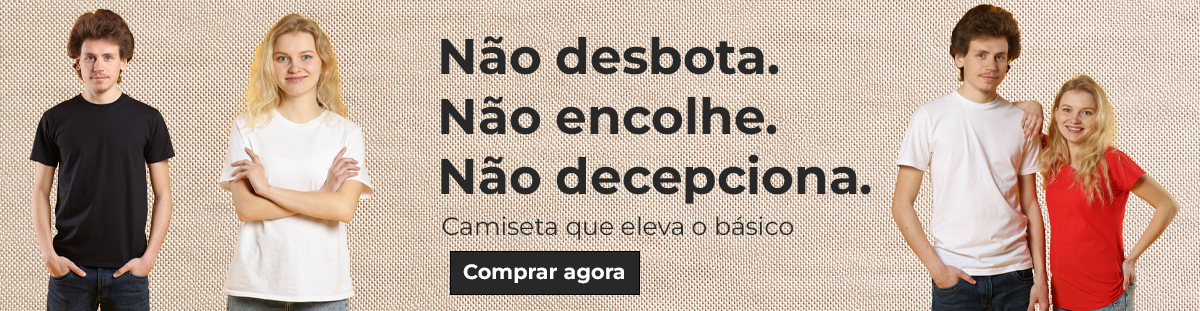 Não desbota.
Não encolhe.
Não decepciona.
Camiseta que eleva o básico
Comprar agora